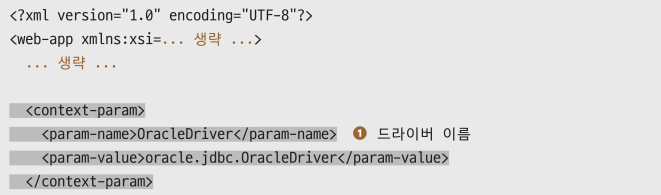 <?xml version="1.0" encoding="UTF-8"?>
<web-app xmlns:xsi=... 생략 ...>
... 생략 ...
<context-param>
<param-name>OracleDriver</param-name> ❶ 드라이버 이름
<param-value>oracle.jdbc.OracleDriver</param-value>
</context-param>